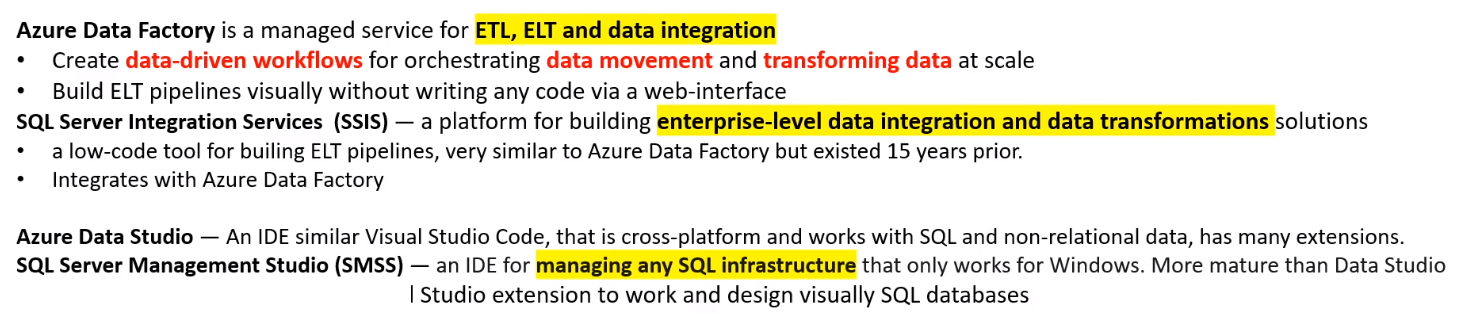 Azure Data Factory is a managed service for ETL, ELT and data integration
• Create data-driven workflows for orchestrating data movement and transforming data at scale
• Build ELT pipelines visually without writing any code via a web-interface
SQL Server Integration Services (SSIS) — a platform for building enterprise-level data integration and data transformations solutions
• a low-code tool for builing ELT pipelines, very similar to Azure Data Factory but existed 15 years prior.
• Integrates with Azure Data Factory
Azure Data Studio — An IDE similar Visual Studio Code, that is cross-platform and works with SQL and non-relational data, has many extensions.
SQL Server Management Studio (SMSS) — an IDE for managing any SQL infrastructure that only works for Windows. More mature than Data Studio
Studio extension to work and design visually SQL databases